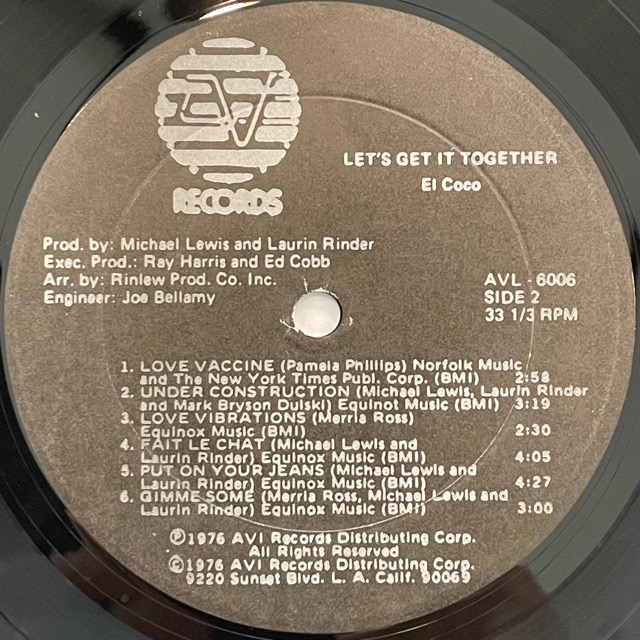 AVI
RECORDS
LET'S GET IT TOGETHER
El Coco
Prod. by: Michael Lewis and Laurin Rinder
Exec. Prod.: Ray Harris and Ed Cobb
Arr. by: Rinlew Prod. Co. Inc.
Engineer: Joe Bellamy
AVL - 6006
SIDE 2
33 1/3 RPM
1. LOVE VACCINE (Pamela Phillips) Norfolk Music
and The New York Times Publ. Corp. (BMI) 2:58
2. UNDER CONSTRUCTION (Michael Lewis, Laurin Rinder
and Mark Bryson Dulski) Equinot Music (BMI) 3:19
3. LOVE VIBRATIONS (Merria Ross)
Equinox Music (BMI) 2:30
4. FAIT LE CHAT (Michael Lewis and
Laurin Rinder) Equinox Music (BMI) 4:05
5. PUT ON YOUR JEANS (Michael Lewis and
Laurin Rinder) Equinox Music (BMI) 4:27
6. GIMMESOME (Merria Ross, Michael Lewis and
Laurin Rinder) Equinox Music (BMI) 3:00
Ⓟ1976 AVI Records Distributing Corp.
All Rights Reserved
©1976 AVI Records Distributing Corp.
9220 Sunset Blvd. L. A. Calif. 90069